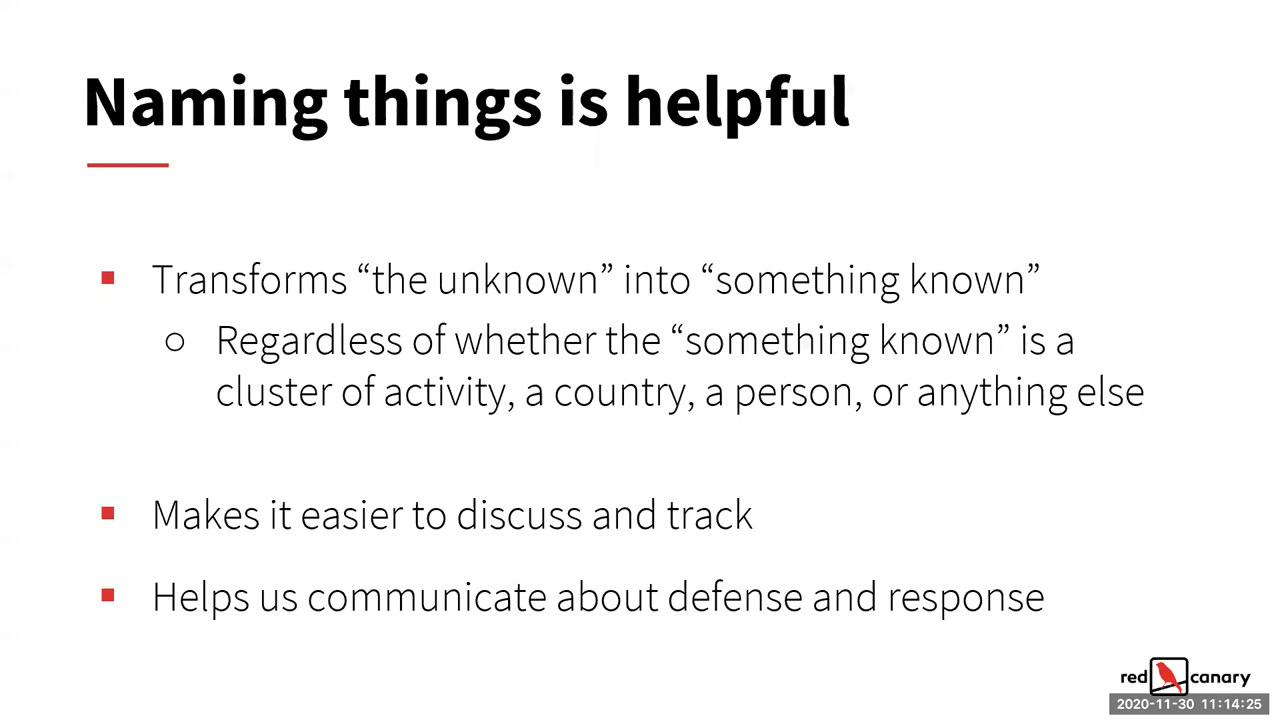 Naming things is helpful
Transforms “the unknown” into “something known”
Regardless of whether the “something known” is a
cluster of activity, a country, a person, or anything else
Makes it easier to discuss and track
Helps us communicate about defense and response
red canary
2020-11-30 11:14:25